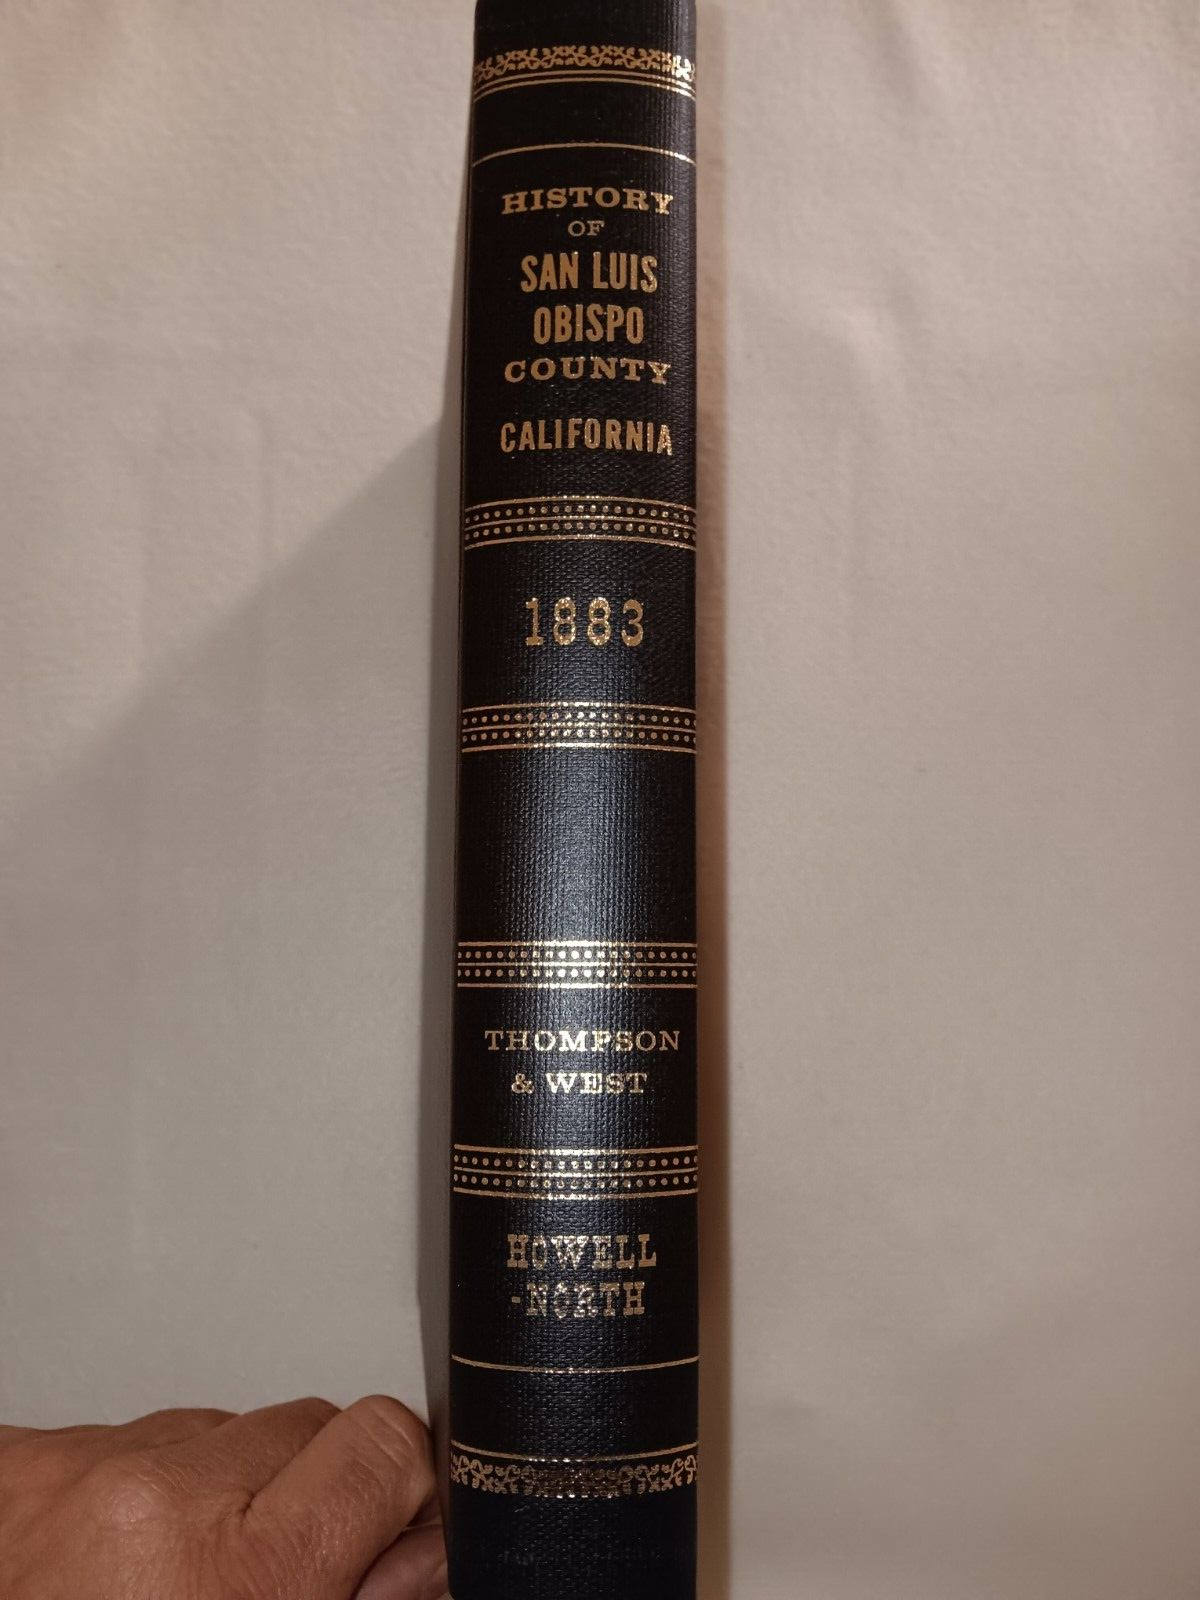 HISTORY
OF
SAN LUIS
OBISPO
COUNTY
CALIFORNIA
1883
THOMPSON
& WEST
HOWELL
-NORTH